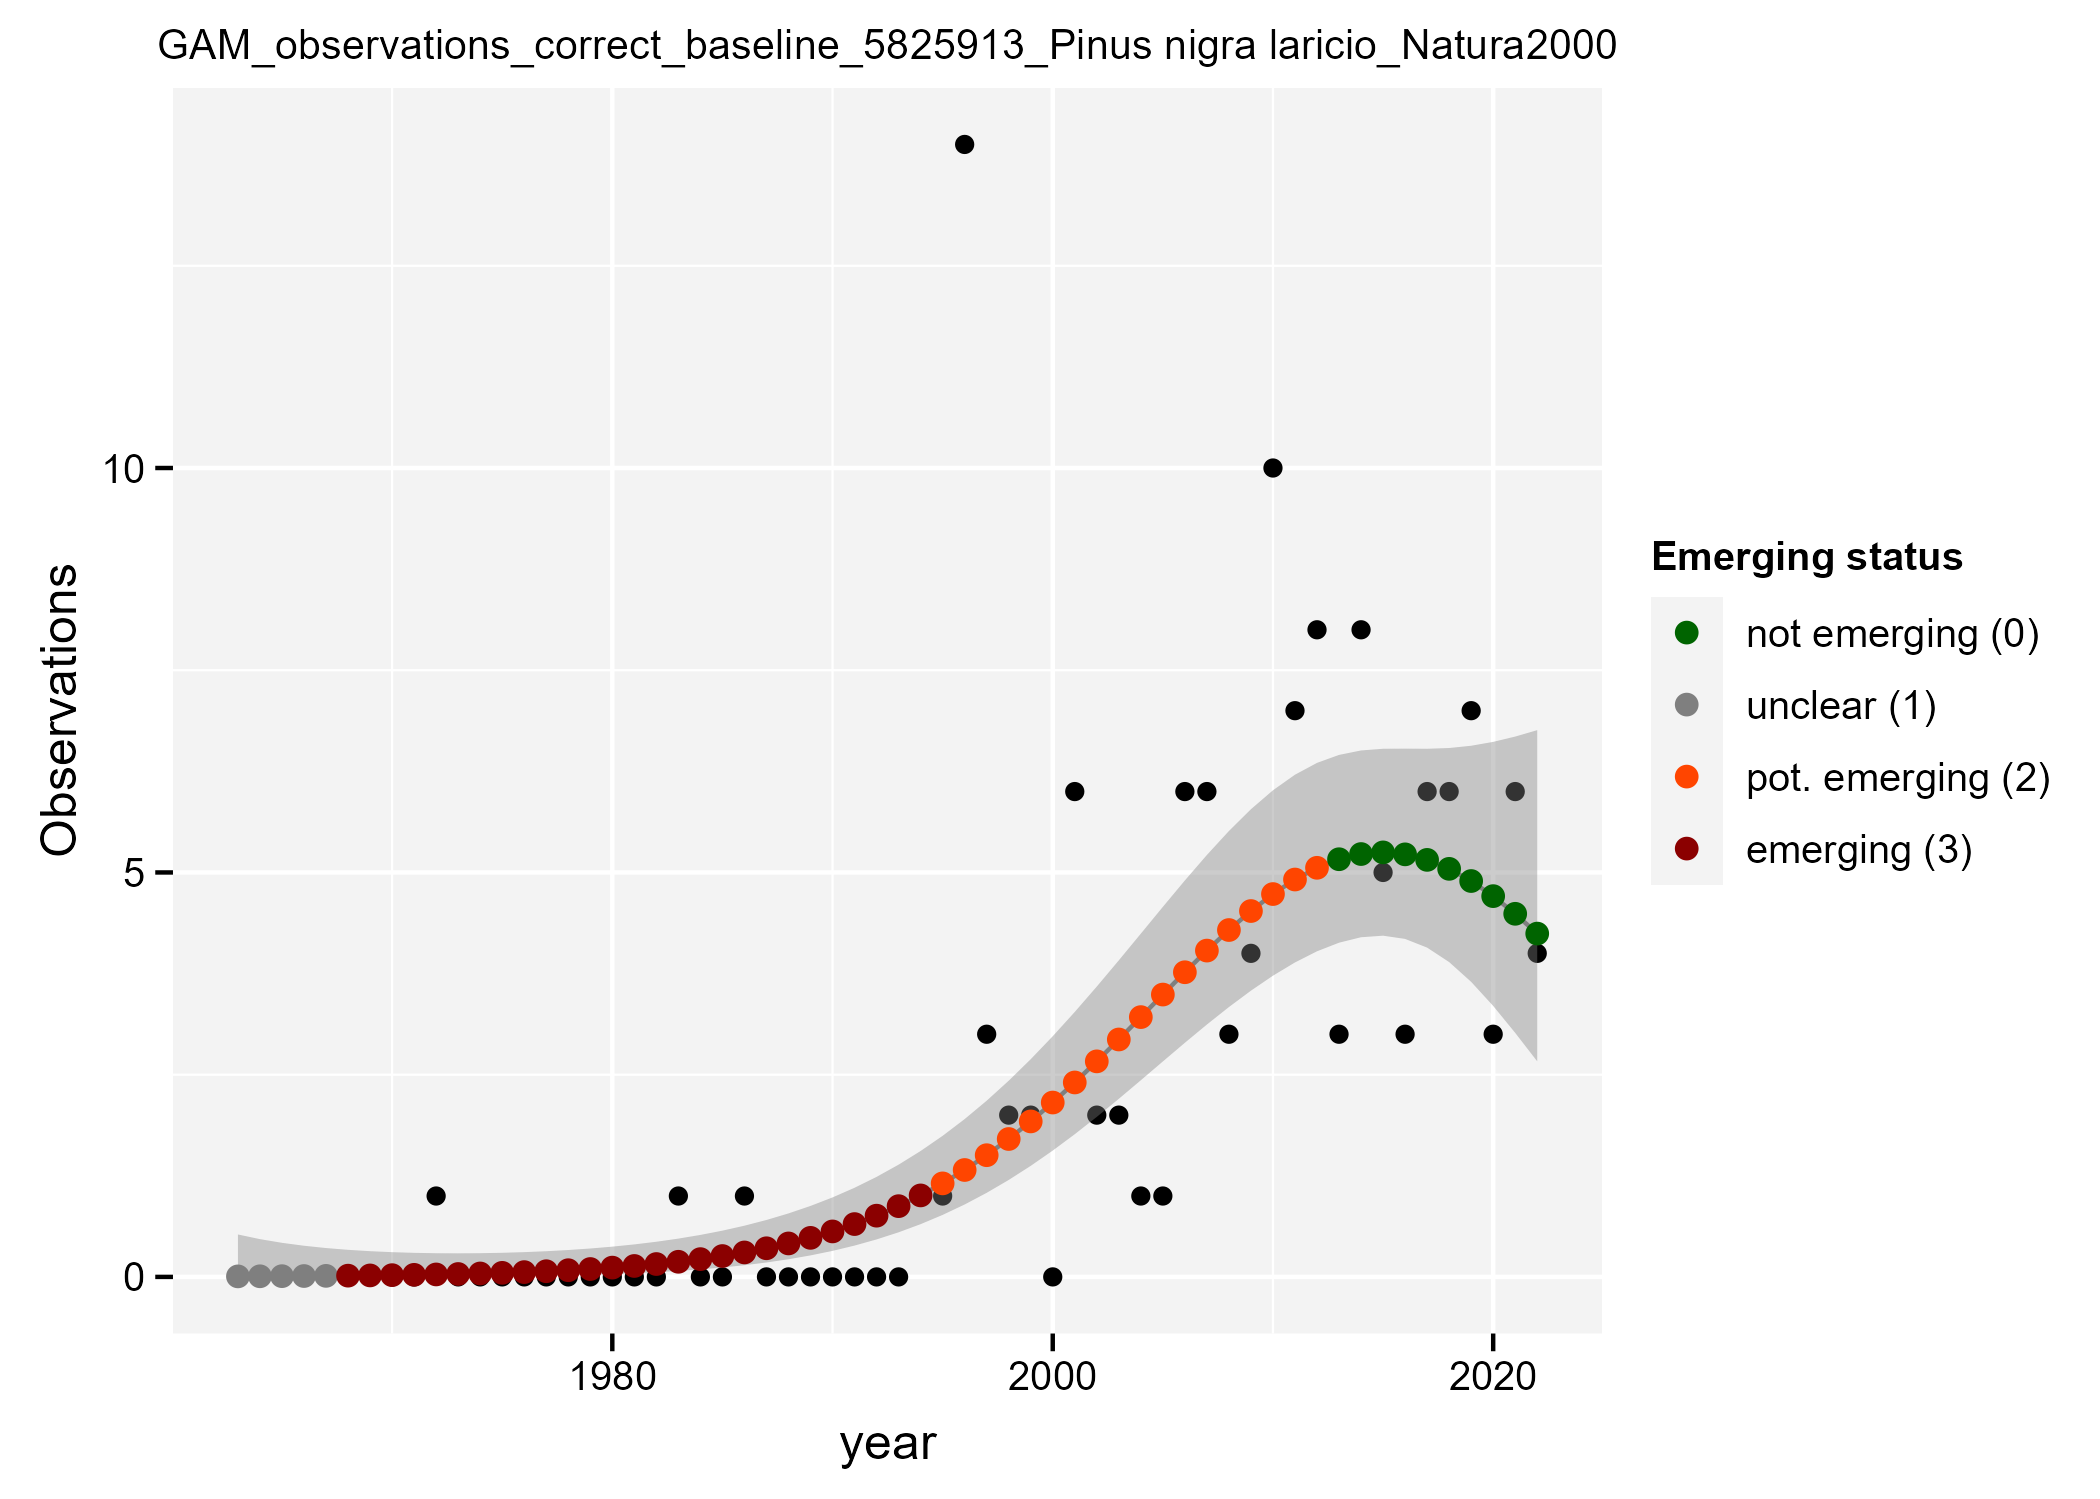 GAM_observations_correct_baseline_5825913_Pinus nigra laricio_Natura2000
Observations
10
5
0
1980
2000
2020
year
Emerging status
not emerging (0)
unclear (1)
pot. emerging (2)
emerging (3)